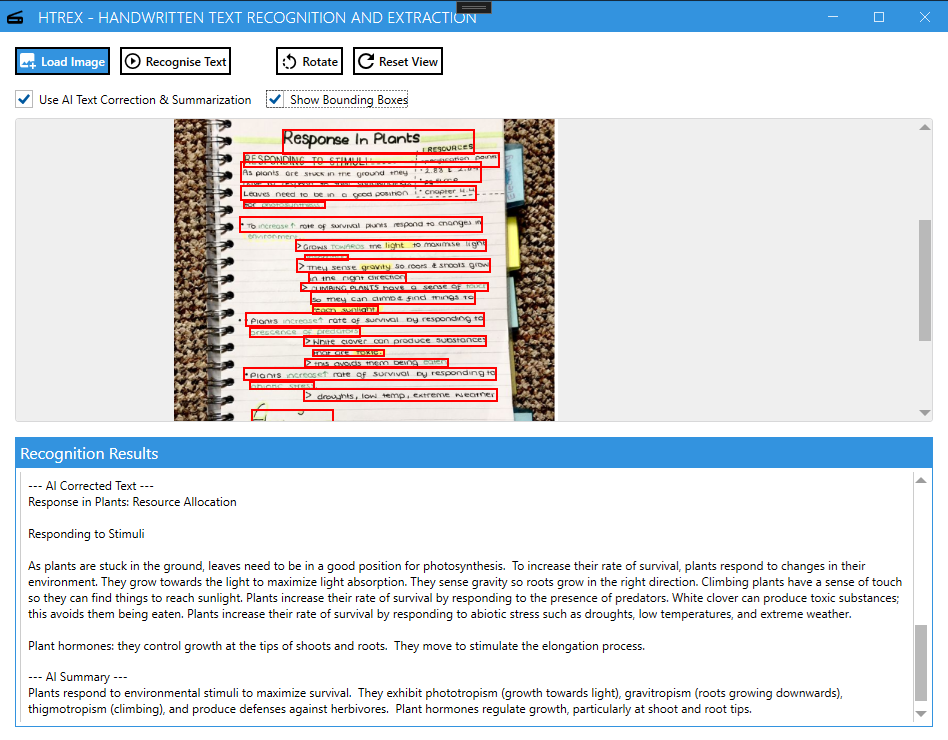 HTREX - HANDWRITTEN TEXT RECOGNITION AND EXTRACTION
Load Image
Recognise Text
Rotate
Reset View
Use AI Text Correction & Summarization
Show Bounding Boxes
Response In Plants
RESOURCES
RESPONDING TO STIMULI:
specification point
As plants are stuck in the ground they
Leaves need to be in a good position
• Chapter 4.4
for photosynthesis
• To increase↑ rate of survival plants respond to changes in
environment
> Grows TOWARDS the light to maximise light
> They sense gravity so roots & shoots grow
in the right direction
> CLIMBING PLANTS have a sense of touch
so they can climb & find things to
reach sunlight
• Plants increase↑ rate of survival by responding to
prescence of predators
> White clover can produce substances
that are toxic
> this avoids them being eaten
• Plants increase↑ rate of survival by responding to
abiotic stress
> droughts, low temp, extreme weather
Recognition Results
--- AI Corrected Text ---
Response in Plants: Resource Allocation
Responding to Stimuli
As plants are stuck in the ground, leaves need to be in a good position for photosynthesis. To increase their rate of survival, plants respond to changes in their
environment. They grow towards the light to maximize light absorption. They sense gravity so roots grow in the right direction. Climbing plants have a sense of touch
so they can find things to reach sunlight. Plants increase their rate of survival by responding to the presence of predators. White clover can produce toxic substances;
this avoids them being eaten. Plants increase their rate of survival by responding to abiotic stress such as droughts, low temperatures, and extreme weather.
Plant hormones: they control growth at the tips of shoots and roots. They move to stimulate the elongation process.
--- AI Summary ---
Plants respond to environmental stimuli to maximize survival. They exhibit phototropism (growth towards light), gravitropism (roots growing downwards),
thigmotropism (climbing), and produce defenses against herbivores. Plant hormones regulate growth, particularly at shoot and root tips.